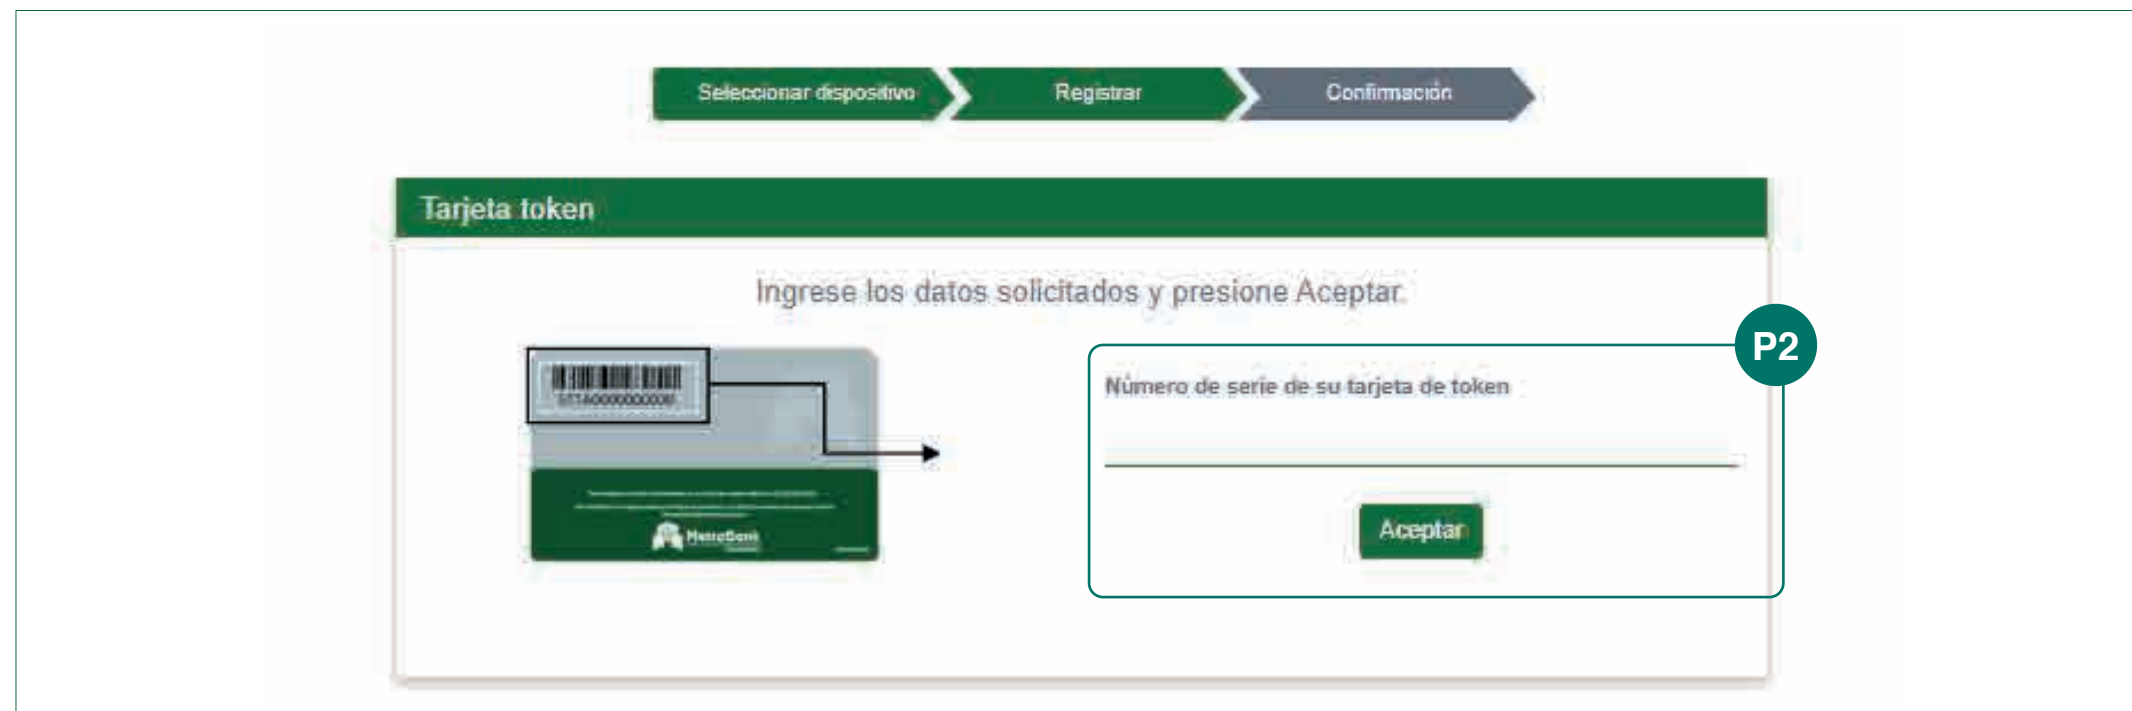 Seleccionar dispositivo
Registrar
Confirmación
Tarjeta token
Ingrese los datos solicitados y presione Aceptar.
P2
Número de serie de su tarjeta de token
Aceptar
MetroBank